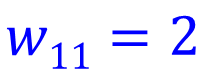 w₁₁ = 2